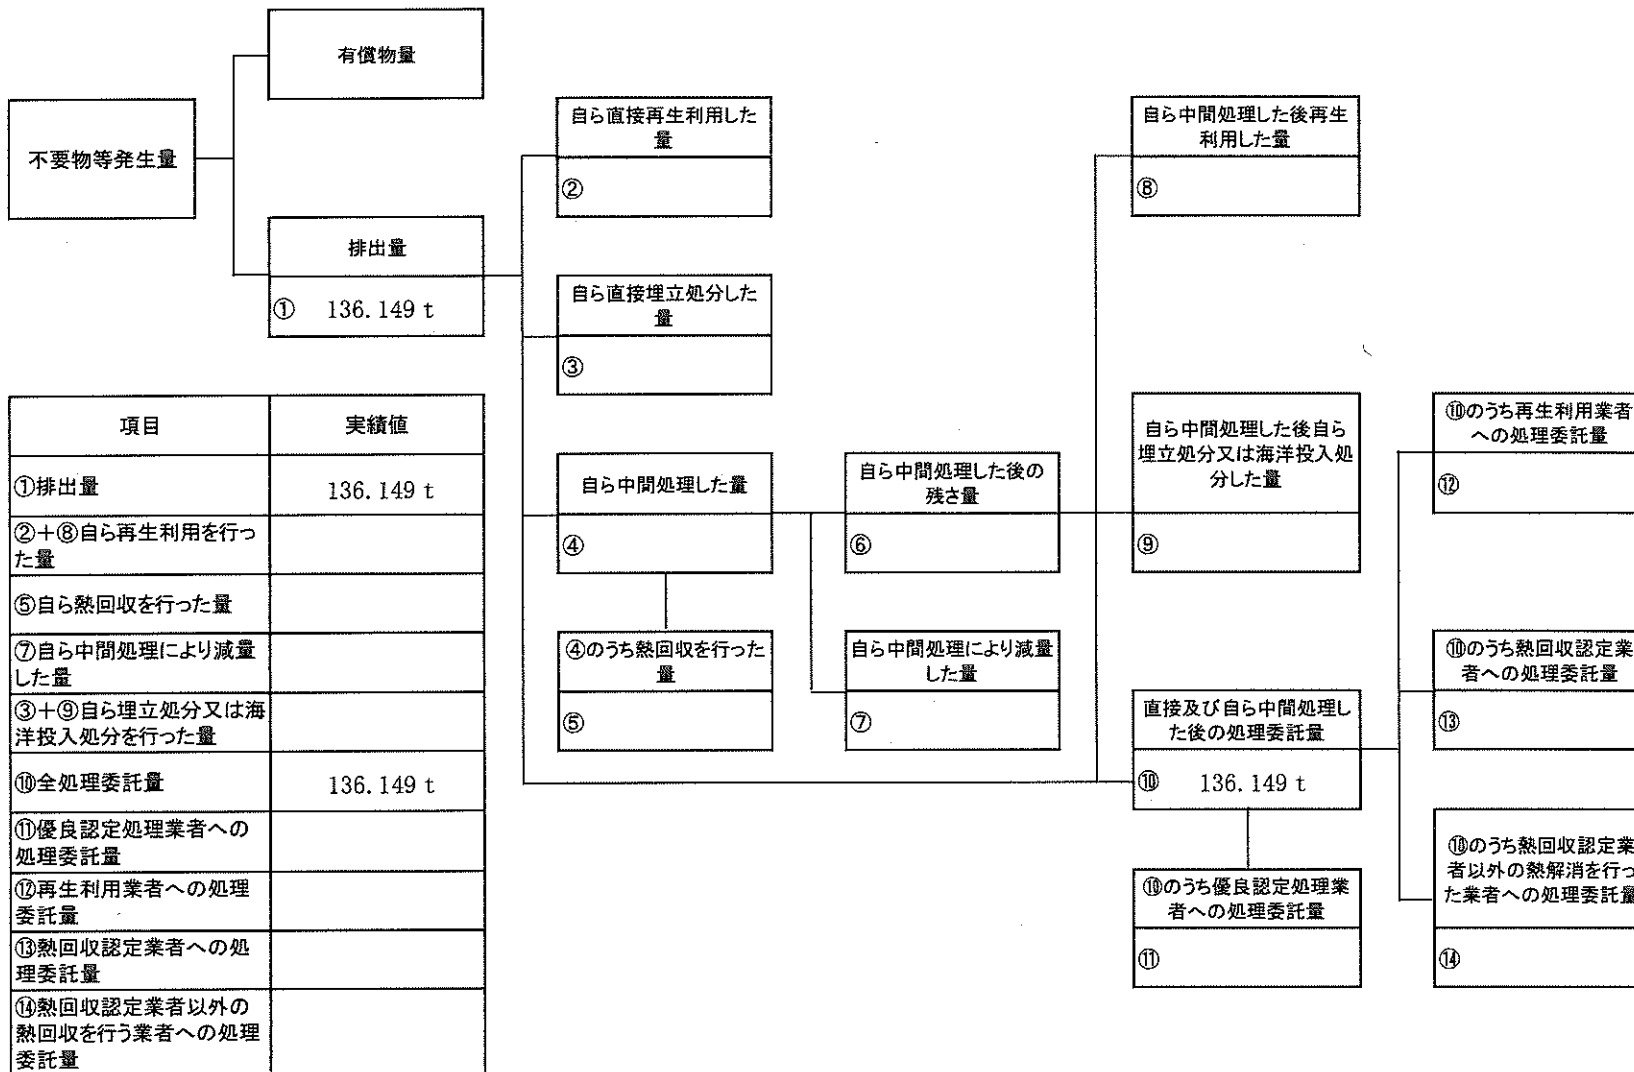 有償物量
不要物等発生量
排出量
① 136.149 t
自ら直接再生利用した
量
②
自ら直接埋立処分した
量
③
自ら中間処理した量
④
④のうち熱回収を行った
量
⑤
自ら中間処理した後の
残さ量
⑥
自ら中間処理により減量
した量
⑦
自ら中間処理した後再生
利用した量
⑧
自ら中間処理した後自ら
埋立処分又は海洋投入処
分した量
⑨
直接及び自ら中間処理し
た後の処理委託量
⑩ 136.149 t
⑩のうち優良認定処理業
者への処理委託量
⑪
⑩のうち再生利用業者
への処理委託量
⑫
⑩のうち熱回収認定業
者への処理委託量
⑬
⑩のうち熱回収認定業
者以外の熱解消を行っ
た業者への処理委託量
⑭
項目 実績値
①排出量 136.149 t
②+⑧自ら再生利用を行っ
た量
⑤自ら熱回収を行った量
⑦自ら中間処理により減量
した量
③+⑨自ら埋立処分又は海
洋投入処分を行った量
⑩全処理委託量 136.149 t
⑪優良認定処理業者への
処理委託量
⑫再生利用業者への処理
委託量
⑬熱回収認定業者への処
理委託量
⑭熱回収認定業者以外の
熱回収を行う業者への処理
委託量